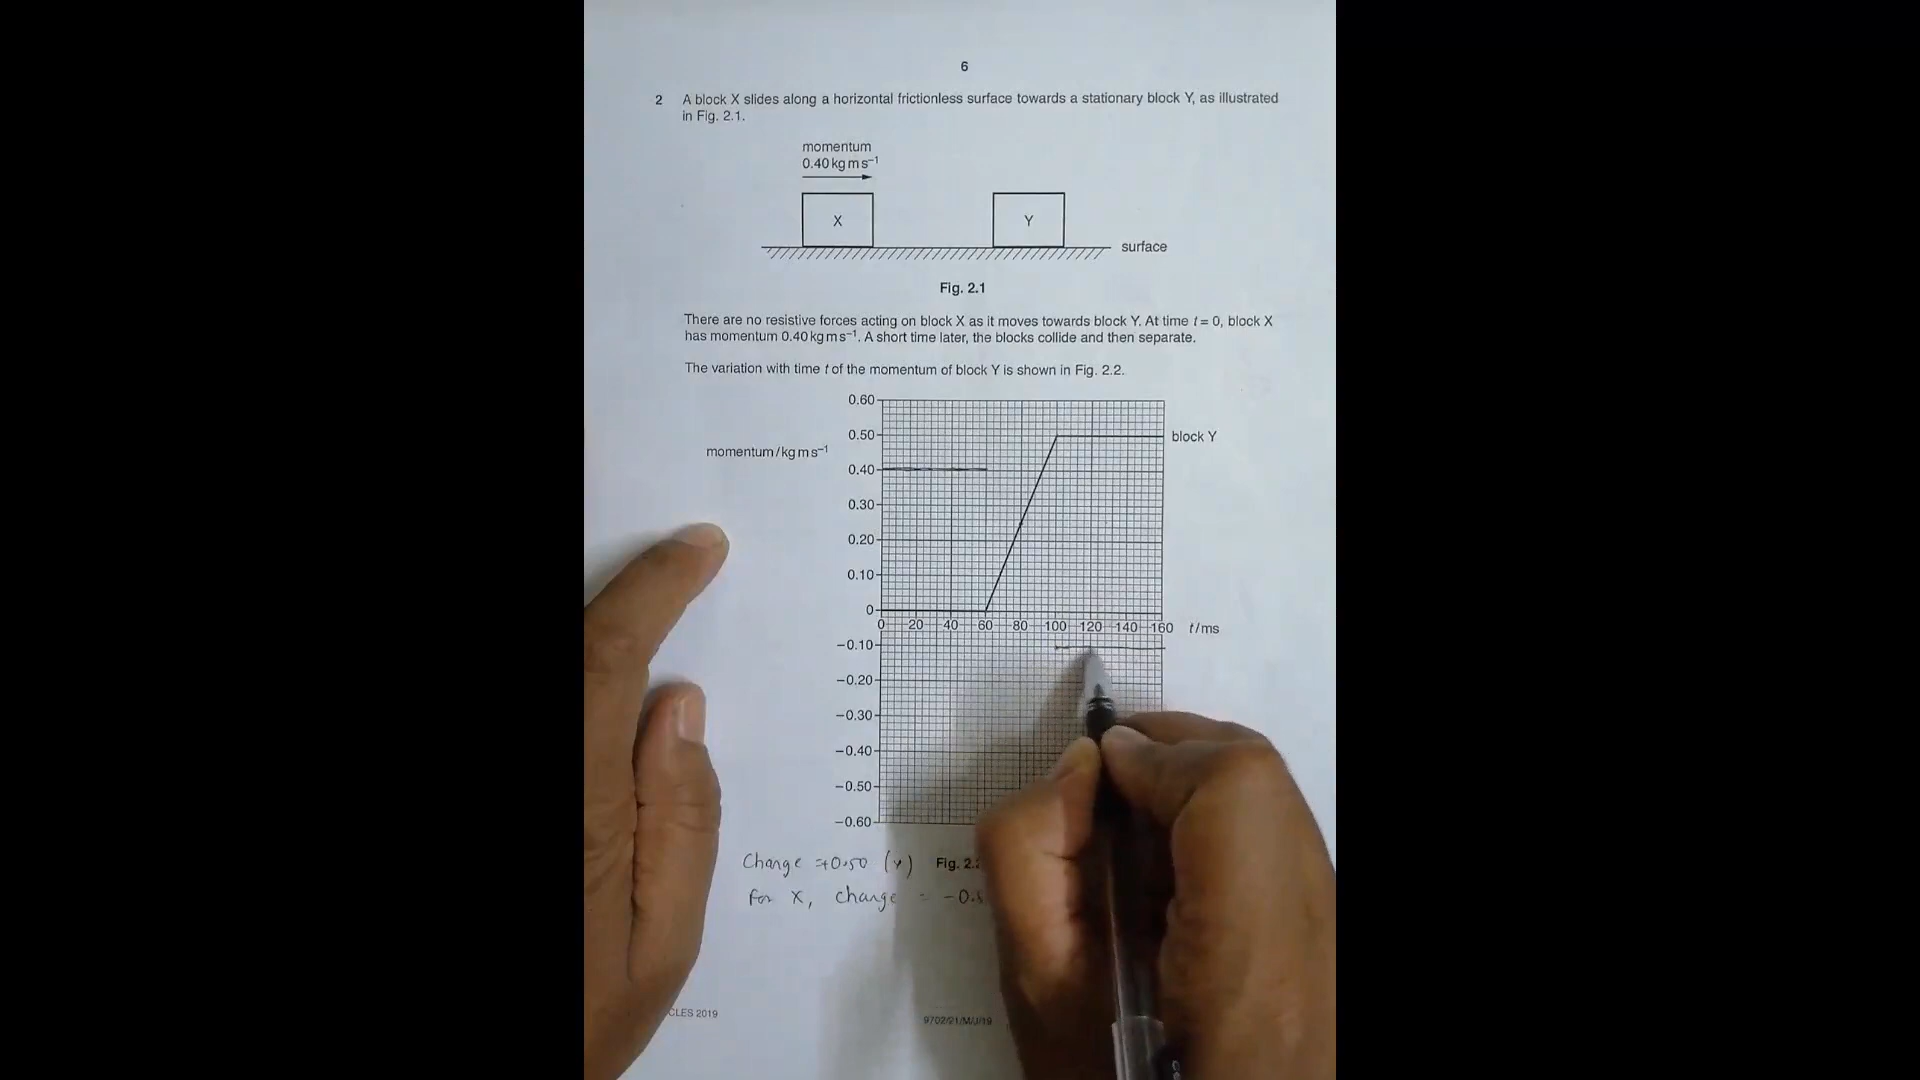 6
2 A block X slides along a horizontal frictionless surface towards a stationary block Y, as illustrated
in Fig. 2.1.
momentum
0.40 kg m s⁻¹
X
Y
surface
Fig. 2.1
There are no resistive forces acting on block X as it moves towards block Y. At time t = 0, block X
has momentum 0.40 kg m s⁻¹. A short time later, the blocks collide and then separate.
The variation with time t of the momentum of block Y is shown in Fig. 2.2.
0.60
0.50
block Y
momentum / kg m s⁻¹
0.40
0.30
0.20
0.10
0
0 20 40 60 80 100 120 140 160 t / ms
−0.10
−0.20
−0.30
−0.40
−0.50
−0.60
Change = +0.50 (Y) Fig. 2.
For X, change = -0.
CLES 2019
9702/21/M/J/19